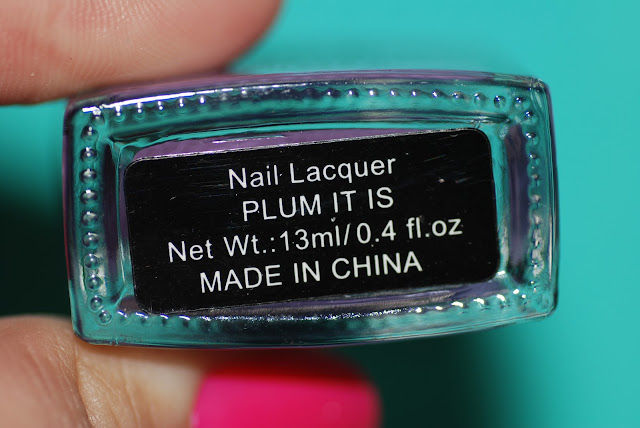 Nail Lacquer
PLUM IT IS
Net Wt.:13ml/0.4 fl.oz
MADE IN CHINA